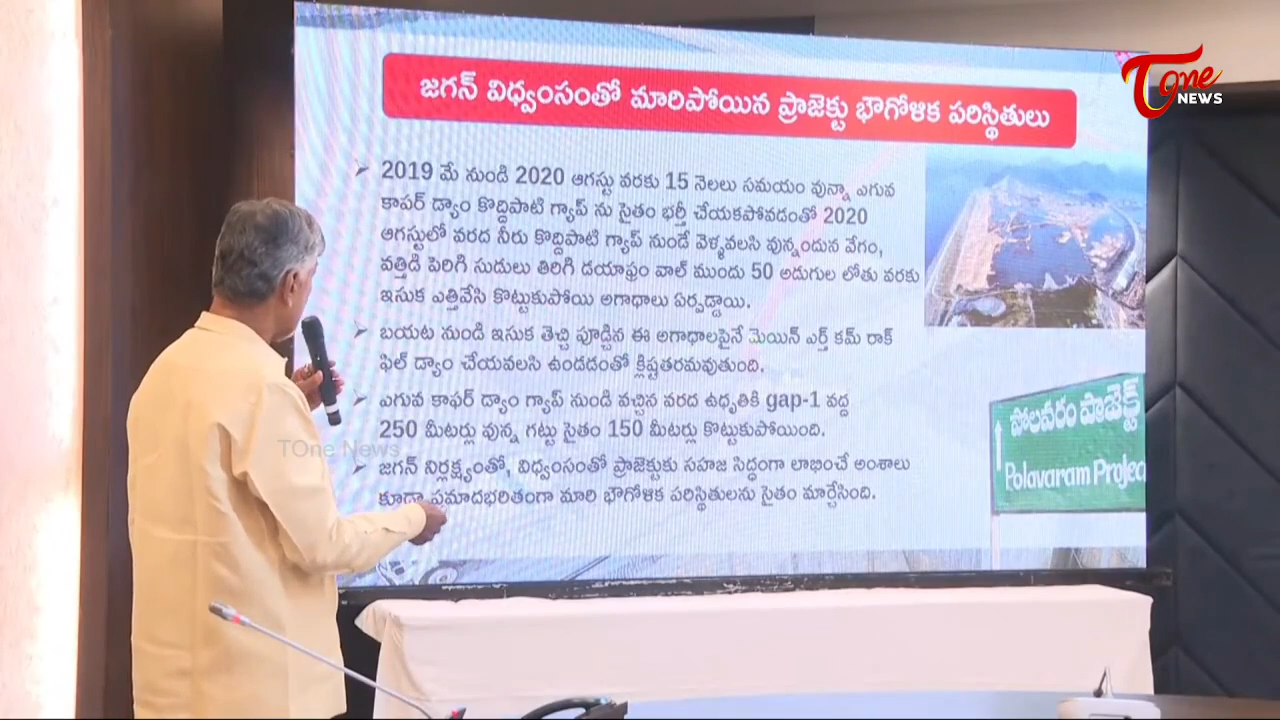 TOne NEWS
జగన్ విధ్వంసంతో మారిపోయిన ప్రాజెక్టు భౌగోళిక పరిస్థితులు
2019 మే నుండి 2020 ఆగస్టు వరకు 15 నెలలు సమయం వున్నా ఎగువ
కాపర్ డ్యాం కొద్దిపాటి గ్యాప్ ను సైతం భర్తీ చేయకపోవడంతో 2020
ఆగస్టులో వరద నీరు కొద్దిపాటి గ్యాప్ నుండే వెళ్ళవలసి వున్నందున వేగం,
వత్తిడి పెరిగి సుడులు తిరిగి డయాఫ్రం వాల్ ముందు 50 అడుగుల లోతు వరకు
ఇసుక ఎత్తివేసి కొట్టుకుపోయి అగాధాలు ఏర్పడ్డాయి.
బయట నుండి ఇసుక తెచ్చి పూడ్చిన ఈ అగాధాలపైనే మెయిన్ ఎర్త్ కమ్ రాక్
ఫిల్ డ్యాం చేయవలసి ఉండడంతో క్లిష్టతరమవుతుంది.
ఎగువ కాఫర్ డ్యాం గ్యాప్ నుండి వచ్చిన వరద ఉధృతికి gap-1 వద్ద
250 మీటర్లు వున్న గట్టు సైతం 150 మీటర్లు కొట్టుకుపోయింది.
జగన్ నిర్లక్ష్యంతో, విధ్వంసంతో ప్రాజెక్టుకు సహజ సిద్ధంగా లాభించే అంశాలు
కూడా ప్రమాదభరితంగా మారి భౌగోళిక పరిస్థితులను సైతం మార్చేసింది.
పోలవరం ప్రాజెక్ట్
Polavaram Projec
TOne News